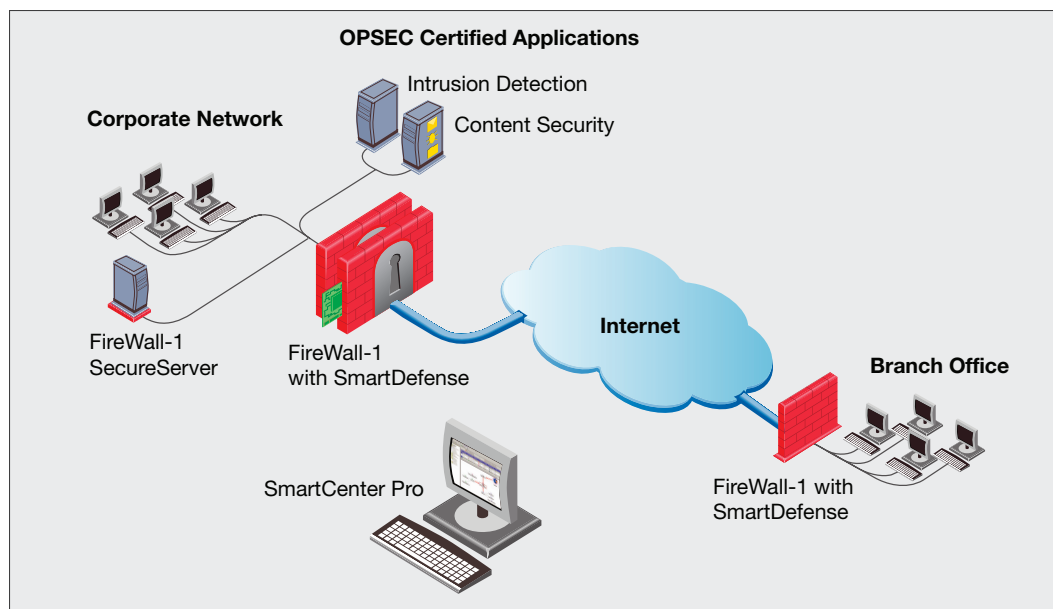 OPSEC Certified Applications
Intrusion Detection
Content Security
Corporate Network
FireWall-1
SecureServer
FireWall-1
with SmartDefense
Internet
Branch Office
SmartCenter Pro
FireWall-1 with
SmartDefense